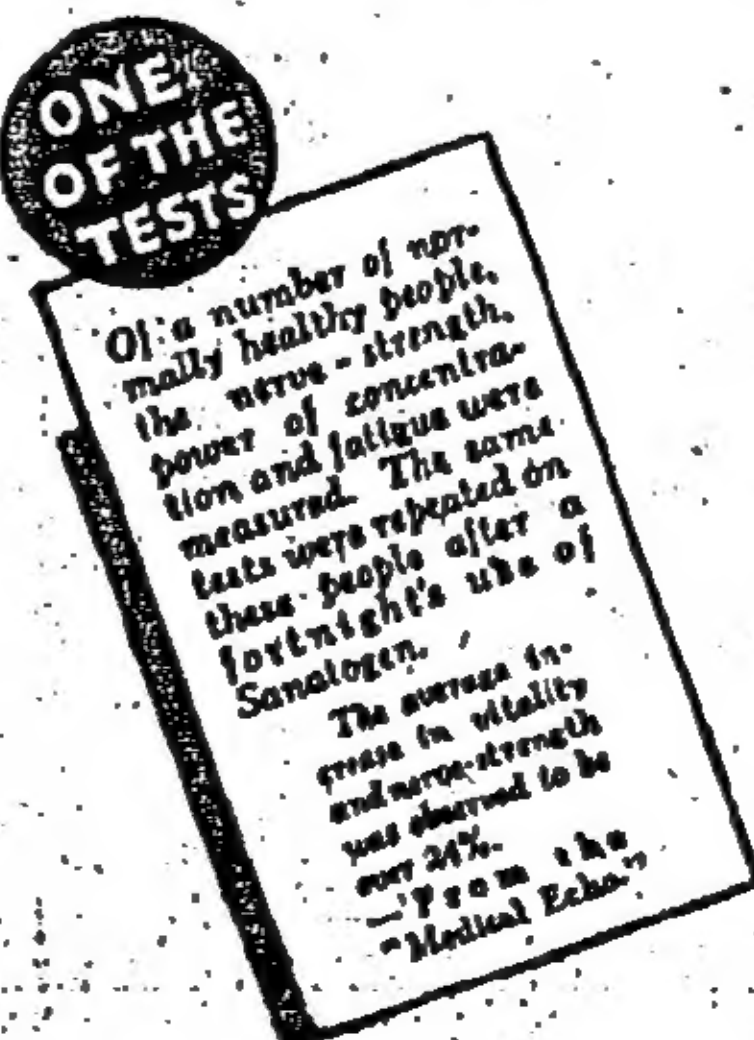 ONE
OF THE
TESTS
Of a number of nor-
mally healthy people,
the nerve-strength,
power of concentra-
tion and fatigue were
measured. The same
tests were repeated on
these people after a
fortnight's use of
Sanatogen.
The average in-
crease in vitality
and nerve-strength
was observed to be
over 24%.
—From the
"Medical Echo."